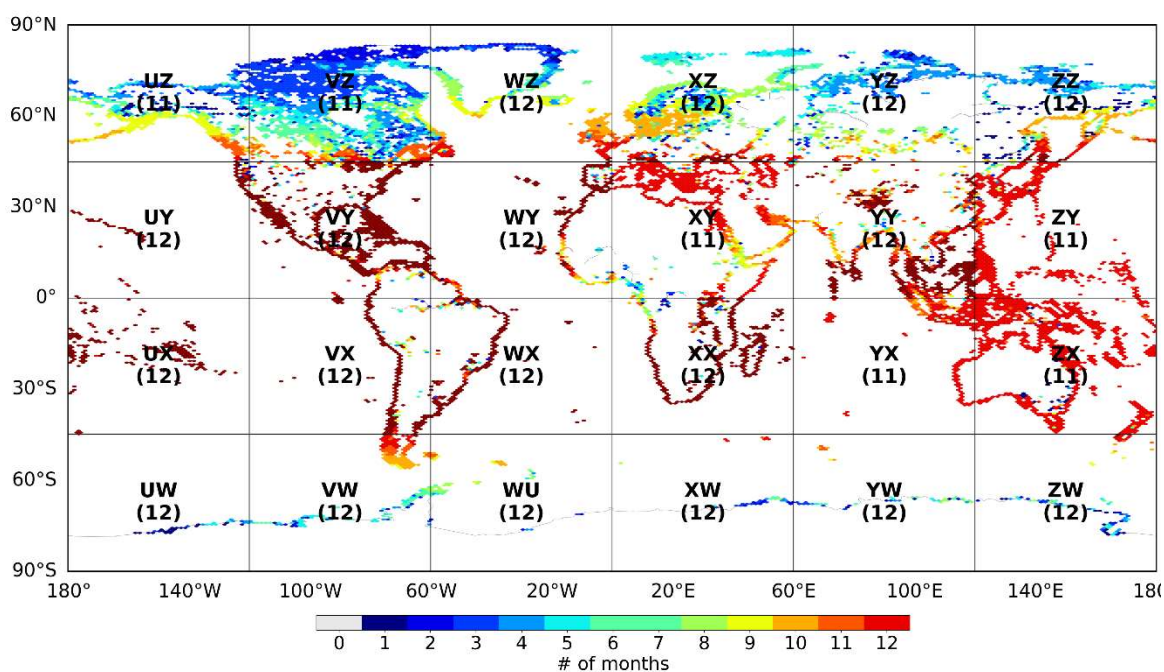 90°N
60°N
30°N
0°
30°S
60°S
90°S
UZ
(11)
VZ
(11)
WZ
(12)
XZ
(12)
YZ
(12)
ZZ
(12)
UY
(12)
VY
(12)
WY
(12)
XY
(11)
YY
(12)
ZY
(11)
UX
(12)
VX
(12)
WX
(12)
XX
(12)
YX
(11)
ZX
(11)
UW
(12)
VW
(12)
WU
(12)
XW
(12)
YW
(12)
ZW
(12)
180° 140°W 100°W 60°W 20°W 20°E 60°E 100°E 140°E 180
0 1 2 3 4 5 6 7 8 9 10 11 12
# of months